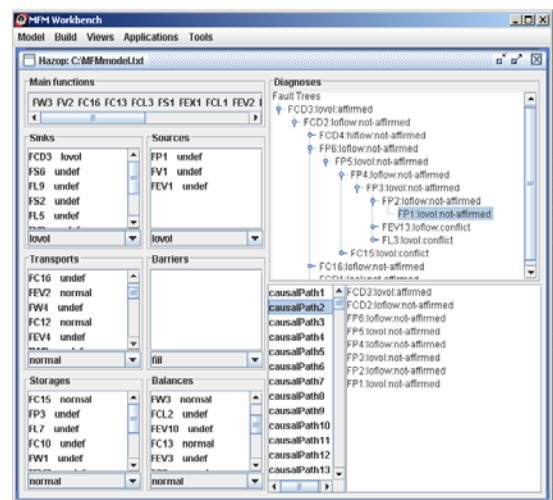 MFM Workbench
Model Build Views Applications Tools
Hazop: C:\MFMmodel.txt
Main functions
FW3 FV2 FC16 FC13 FCL3 FS1 FEX1 FCL1 FEV2
Sinks
FCD3 lovol
FS6 undef
FL9 undef
FS2 undef
FL5 undef
lovol
Sources
FP1 undef
FV1 undef
FEV1 undef
lovol
Transports
FC16 undef
FEV2 normal
FW4 undef
FC12 normal
FEV4 undef
normal
Barriers
fill
Storages
FC15 normal
FP3 undef
FL7 undef
FC10 undef
FW1 undef
normal
Balances
FW3 normal
FCL2 undef
FEV10 undef
FC13 normal
FEV3 undef
normal
Diagnoses
Fault Trees
FCD3:lovol:affirmed
FCD2:loflow:not-affirmed
FCD4:hiflow:not-affirmed
FP6:loflow:not-affirmed
FP5:lovol:not-affirmed
FP4:loflow:not-affirmed
FP3:lovol:not-affirmed
FP2:loflow:not-affirmed
FP1:lovol:not-affirmed
FEV13:loflow:conflict
FL3:lovol:conflict
FC15:lovol:conflict
FC16:loflow:not-affirmed
causalPath1
causalPath2
causalPath3
causalPath4
causalPath5
causalPath6
causalPath7
causalPath8
causalPath9
causalPath10
causalPath11
causalPath12
causalPath13
FCD3:lovol:affirmed
FCD2:loflow:not-affirmed
FP6:loflow:not-affirmed
FP5:lovol:not-affirmed
FP4:loflow:not-affirmed
FP3:lovol:not-affirmed
FP2:loflow:not-affirmed
FP1:lovol:not-affirmed